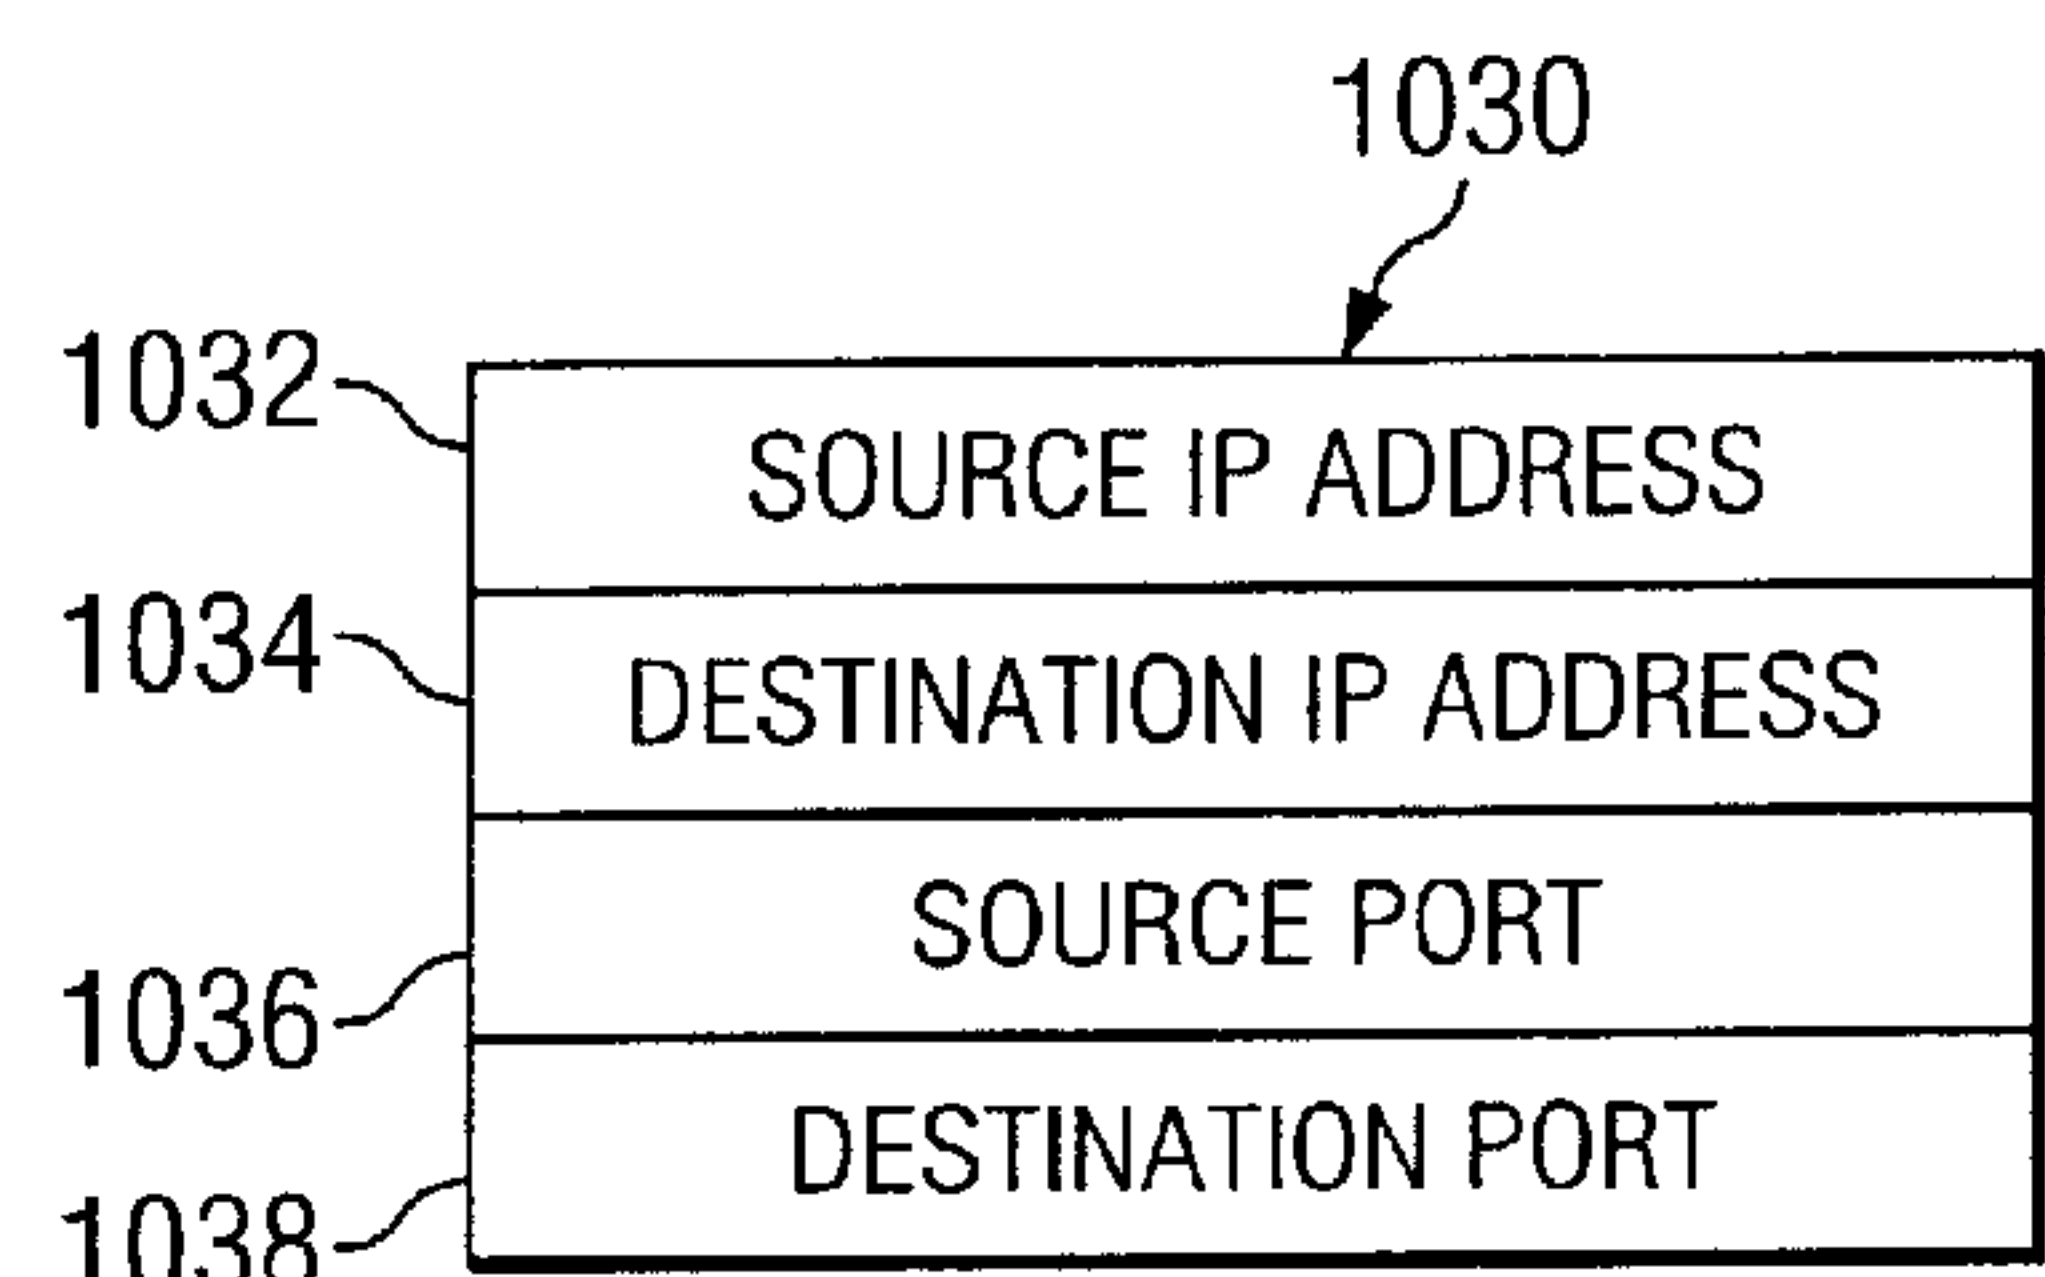 1030
1032
SOURCE IP ADDRESS
1034
DESTINATION IP ADDRESS
SOURCE PORT
1036
DESTINATION PORT
1038